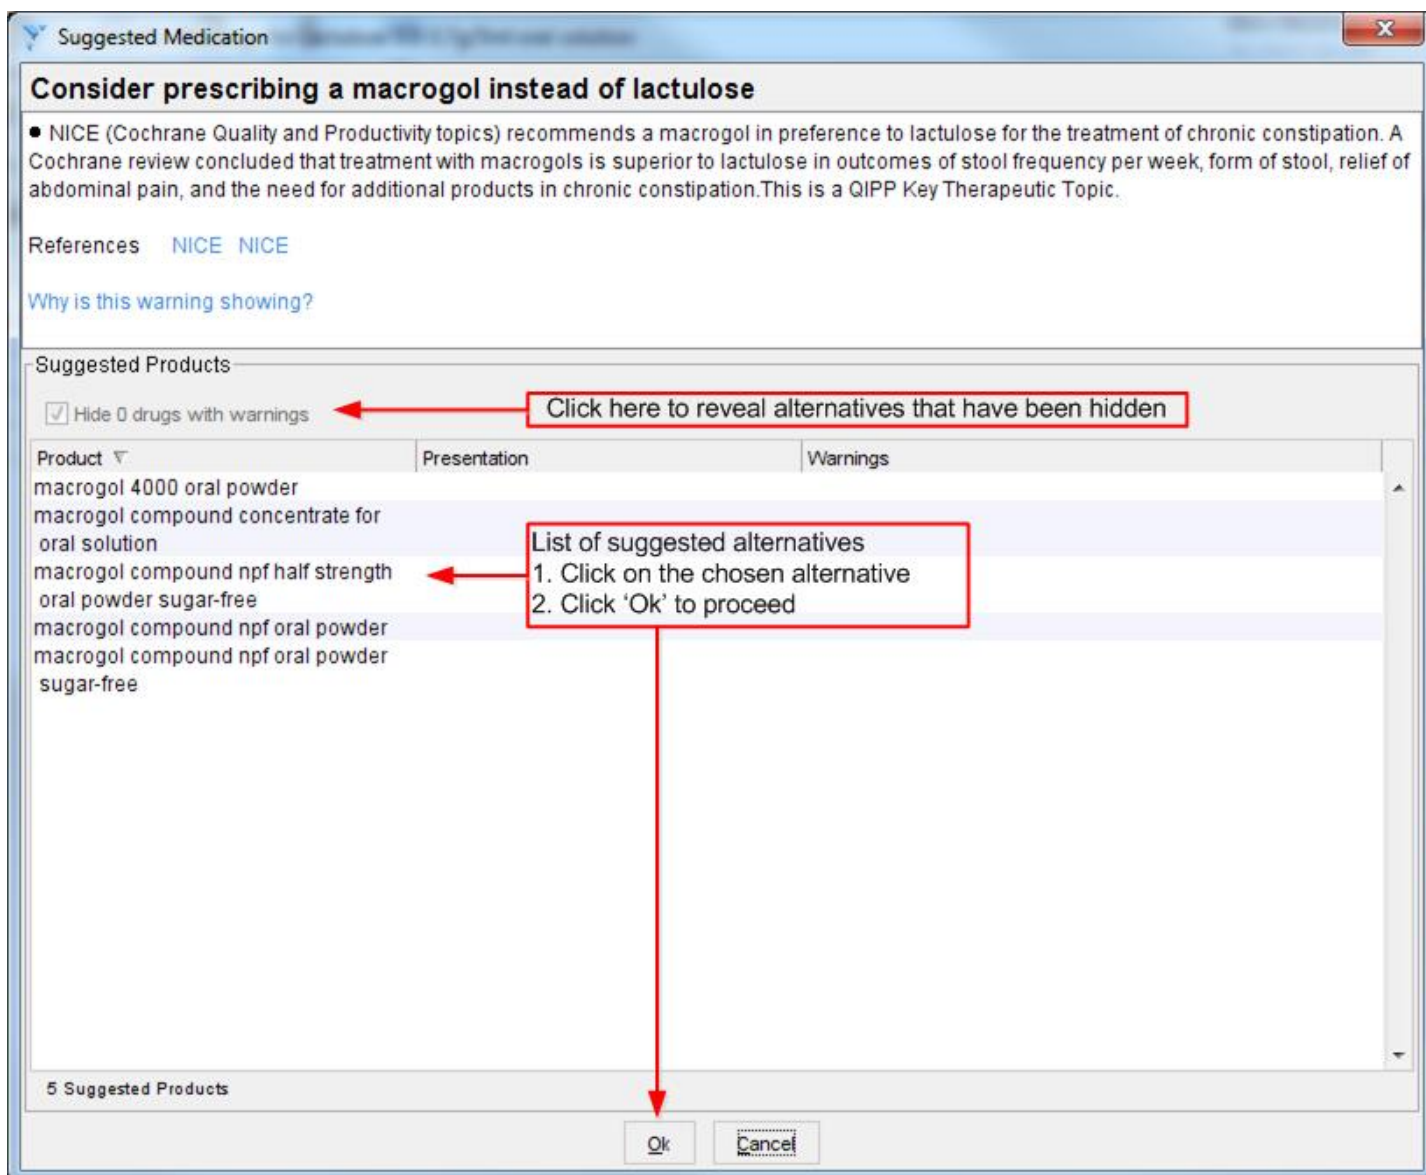 Suggested Medication
Consider prescribing a macrogol instead of lactulose
● NICE (Cochrane Quality and Productivity topics) recommends a macrogol in preference to lactulose for the treatment of chronic constipation. A
Cochrane review concluded that treatment with macrogols is superior to lactulose in outcomes of stool frequency per week, form of stool, relief of
abdominal pain, and the need for additional products in chronic constipation.This is a QIPP Key Therapeutic Topic.
References NICE NICE
Why is this warning showing?
Suggested Products
Hide 0 drugs with warnings
Click here to reveal alternatives that have been hidden
Product Presentation Warnings
macrogol 4000 oral powder
macrogol compound concentrate for
oral solution
macrogol compound npf half strength
oral powder sugar-free
macrogol compound npf oral powder
macrogol compound npf oral powder
sugar-free
List of suggested alternatives
1. Click on the chosen alternative
2. Click ‘Ok’ to proceed
5 Suggested Products
Ok Cancel